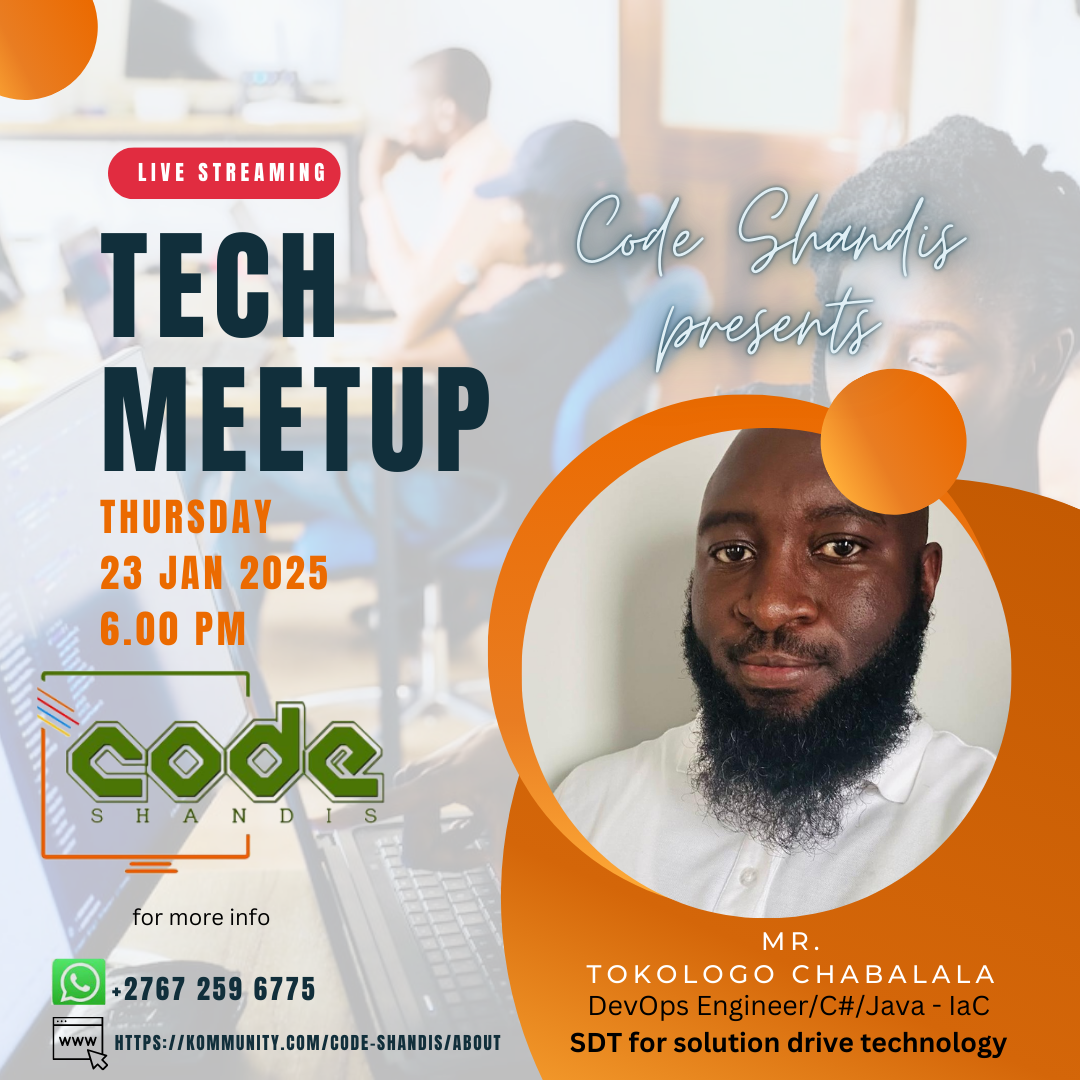 LIVE STREAMING
TECH
MEETUP
THURSDAY
23 JAN 2025
6.00 PM
Code Shandis
presents
code
SHANDIS
for more info
+2767 259 6775
www
HTTPS://KOMMUNITY.COM/CODE-SHANDIS/ABOUT
MR.
TOKOLOGO CHABALALA
DevOps Engineer/C#/Java - IaC
SDT for solution drive technology